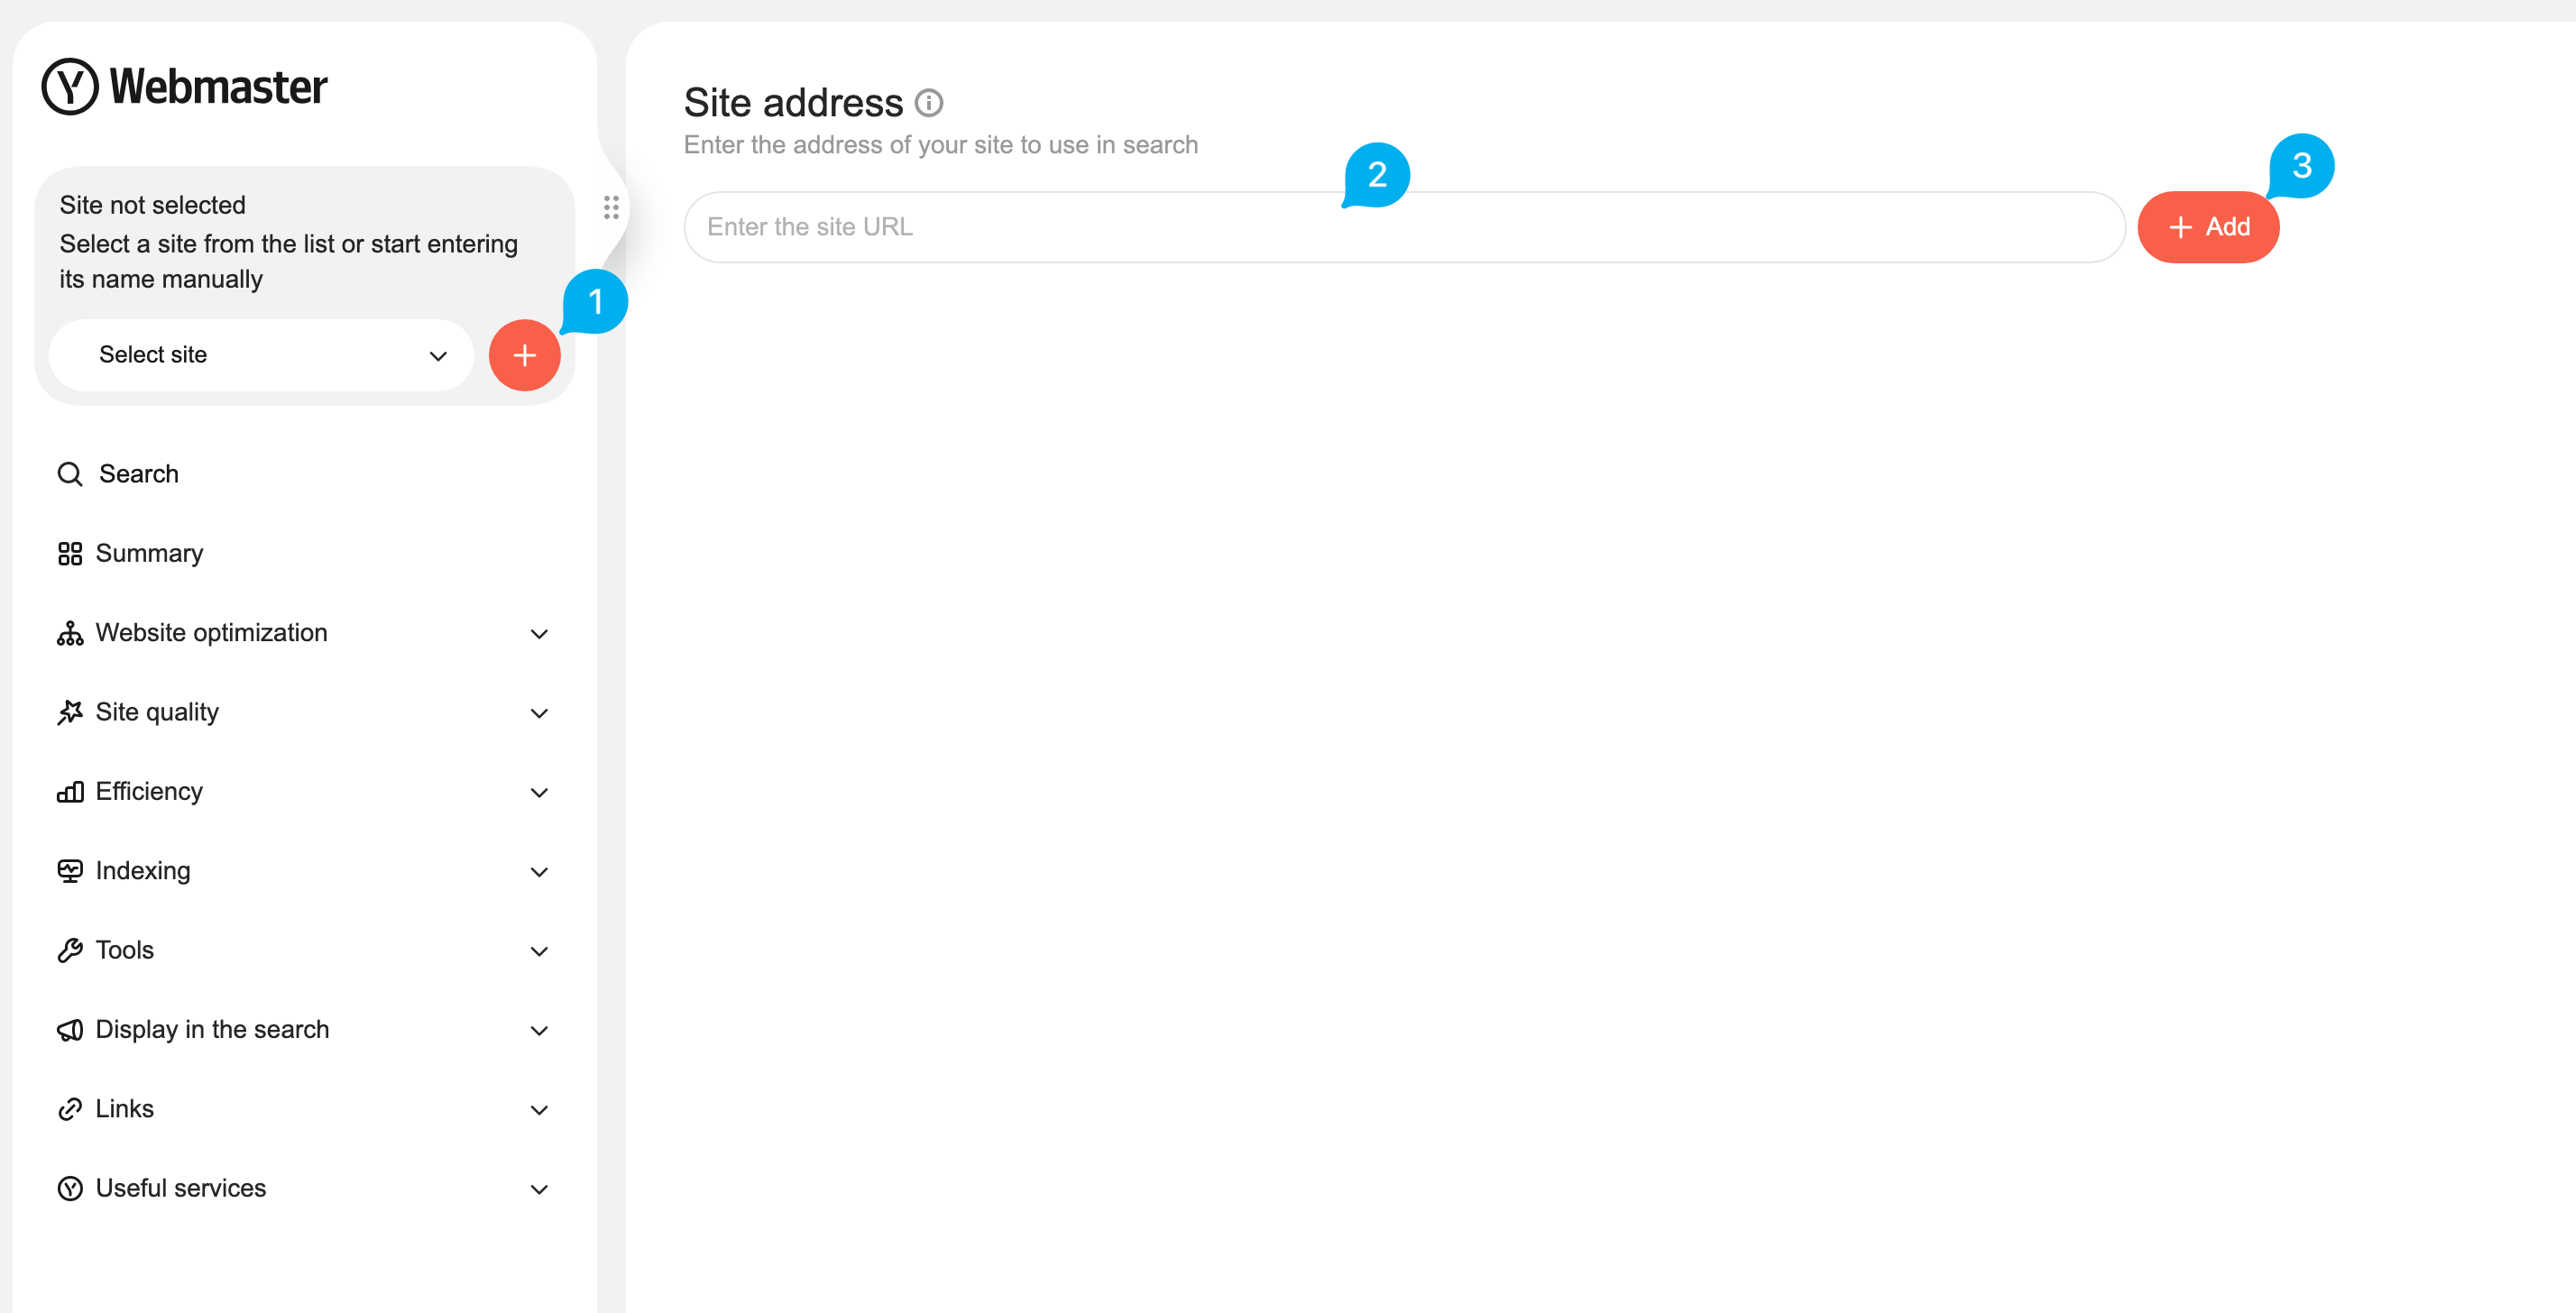 Webmaster
Site not selected
Select a site from the list or start entering
its name manually
1
Select site
Search
Summary
Website optimization
Site quality
Efficiency
Indexing
Tools
Display in the search
Links
Useful services
Site address
Enter the address of your site to use in search
2
3
Enter the site URL
Add